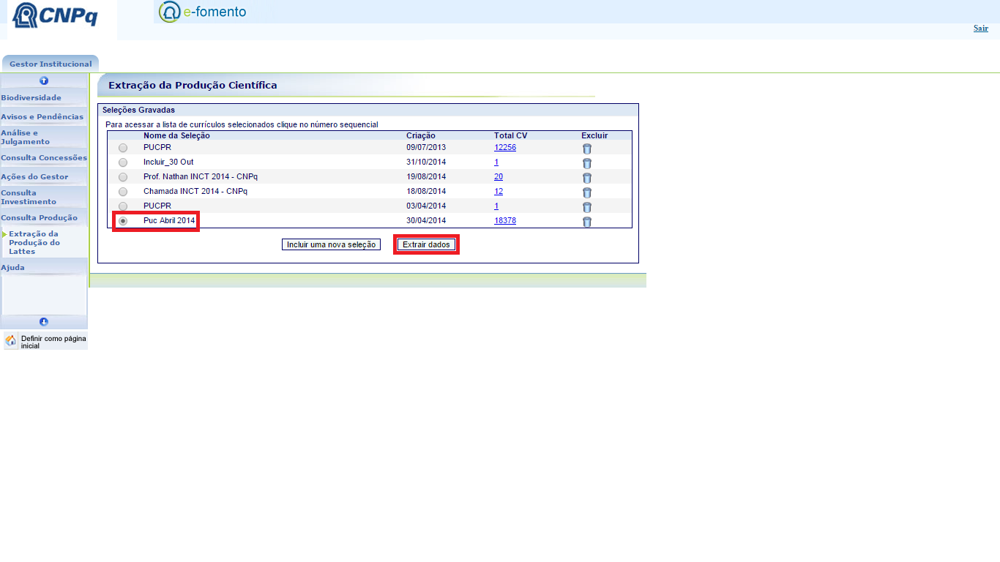 CNPq
e-fomento
Sair
Gestor Institucional
Biodiversidade
Avisos e Pendências
Análise e
Julgamento
Consulta Concessões
Ações do Gestor
Consulta
Investimento
Consulta Produção
Extração da
Produção do
Lattes
Ajuda
Definir como página
inicial
Extração da Produção Científica
Seleções Gravadas
Para acessar a lista de currículos selecionados clique no número sequencial
Nome da Seleção Criação Total CV Excluir
PUCPR 09/07/2013 12256
Incluir_30 Out 31/10/2014 1
Prof. Nathan INCT 2014 - CNPq 19/08/2014 20
Chamada INCT 2014 - CNPq 18/08/2014 12
PUCPR 03/04/2014 1
Puc Abril 2014 30/04/2014 18378
Incluir uma nova seleção Extrair dados